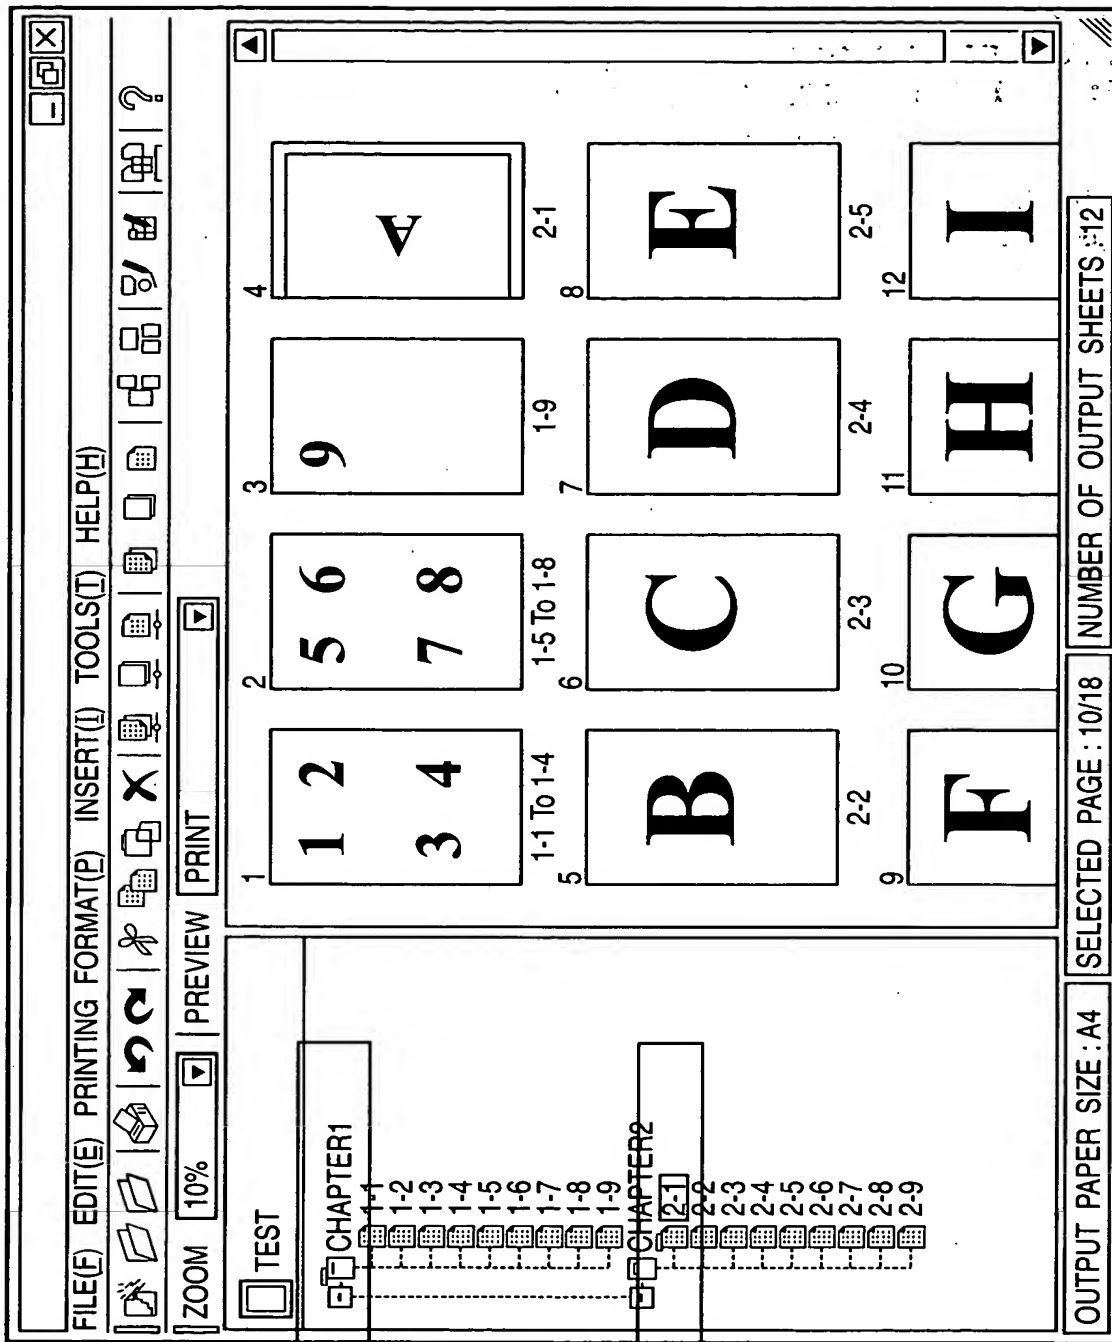 FILE(F) EDIT(E) PRINTING FORMAT(P) INSERT(I) TOOLS(T) HELP(H)
?
ZOOM 10% PREVIEW PRINT
TEST
CHAPTER1
1-1
1-2
1-3
1-4
1-5
1-6
1-7
1-8
1-9
CHAPTER2
2-1
2-2
2-3
2-4
2-5
2-6
2-7
2-8
2-9
1 2 3 4
1 2 5 6 9 A
3 4 7 8
1-1 To 1-4 1-5 To 1-8 1-9 2-1
5 6 7 8
B C D E
2-2 2-3 2-4 2-5
9 10 11 12
F G H I
OUTPUT PAPER SIZE : A4 SELECTED PAGE : 10/18 NUMBER OF OUTPUT SHEETS : 12